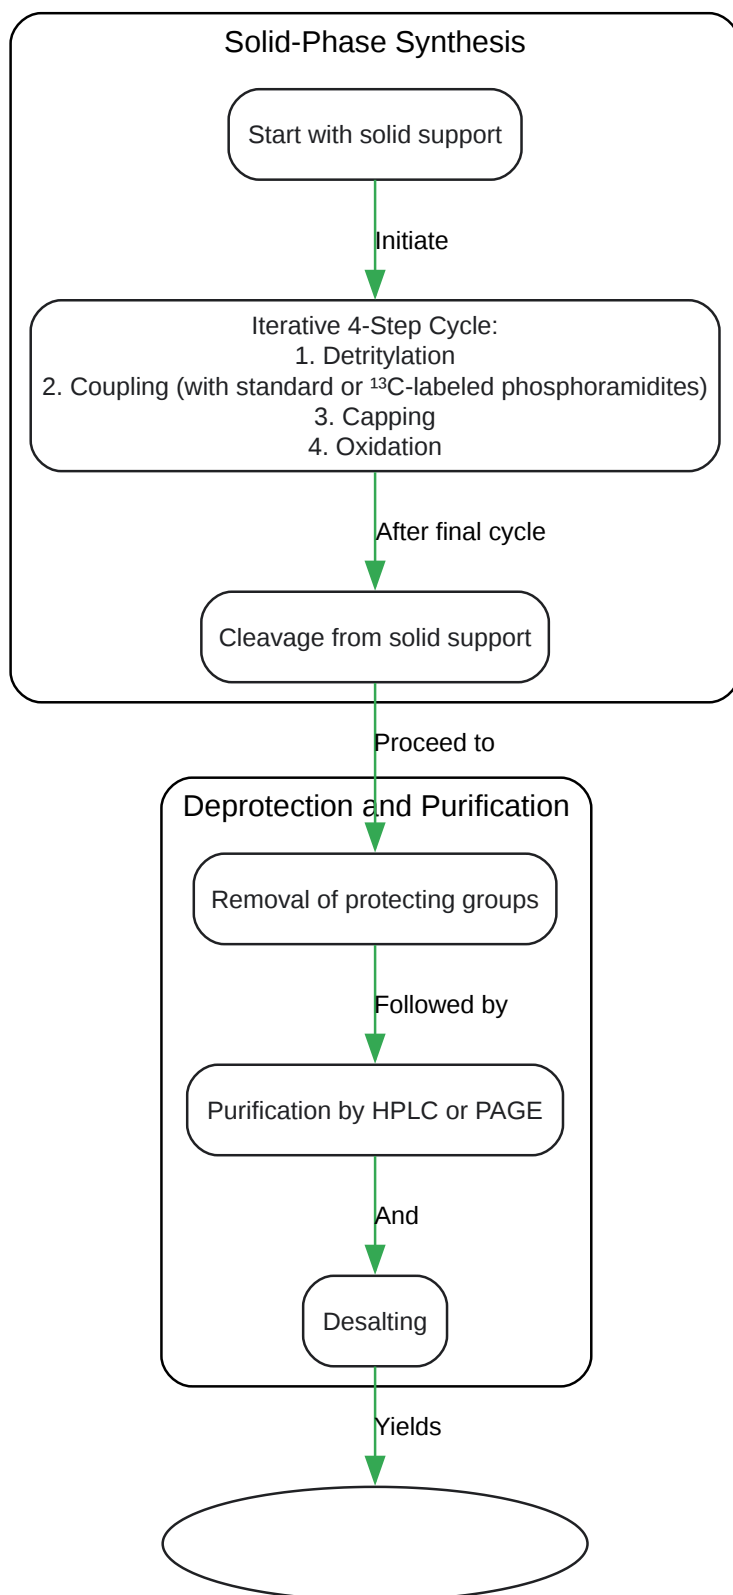 Solid-Phase Synthesis
Start with solid support
Initiate
Iterative 4-Step Cycle:
1. Detritylation
2. Coupling (with standard or ¹³C-labeled phosphoramidites)
3. Capping
4. Oxidation
After final cycle
Cleavage from solid support
Proceed to
Deprotection and Purification
Removal of protecting groups
Followed by
Purification by HPLC or PAGE
And
Desalting
Yields